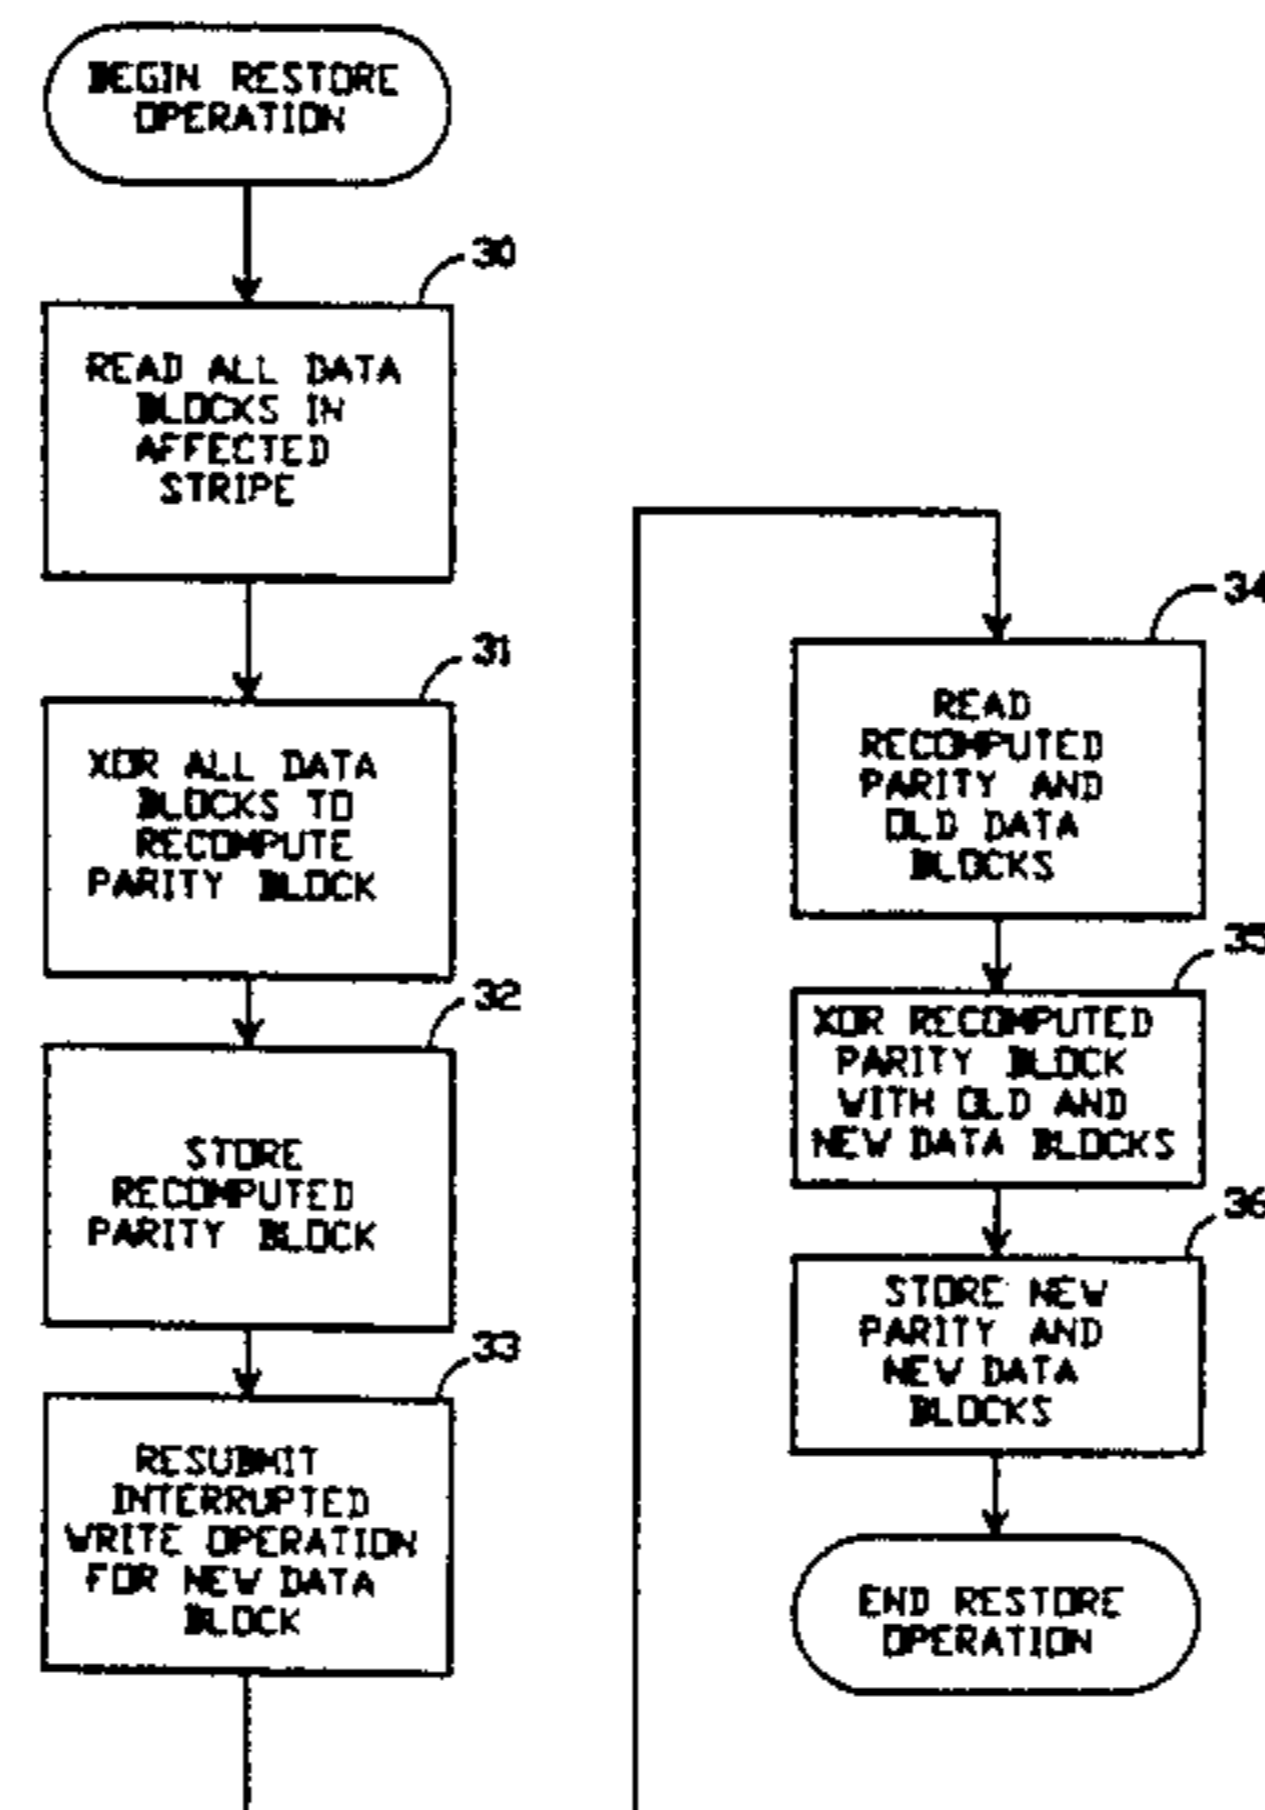 BEGIN RESTORE
OPERATION
30
READ ALL DATA
BLOCKS IN
AFFECTED
STRIPE
31
XOR ALL DATA
BLOCKS TO
RECOMPUTE
PARITY BLOCK
32
STORE
RECOMPUTED
PARITY BLOCK
33
RESUBMIT
INTERRUPTED
WRITE OPERATION
FOR NEW DATA
BLOCK
34
READ
RECOMPUTED
PARITY AND
OLD DATA
BLOCKS
35
XOR RECOMPUTED
PARITY BLOCK
WITH OLD AND
NEW DATA BLOCKS
36
STORE NEW
PARITY AND
NEW DATA
BLOCKS
END RESTORE
OPERATION